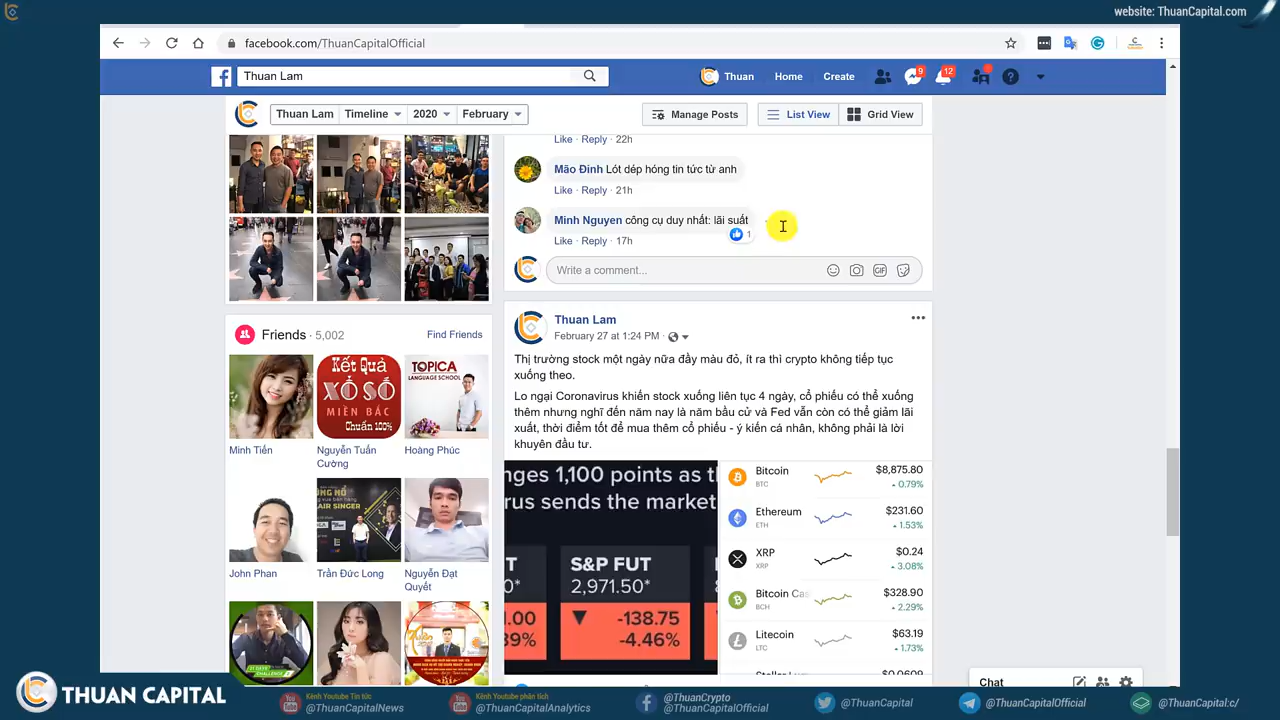 website: ThuanCapital.com
facebook.com/ThuanCapitalOfficial
Thuan Lam
Thuan
Home
Create
9
12
Thuan Lam
Timeline
2020
February
Manage Posts
List View
Grid View
Like · Reply · 22h
Mão Đinh Lót dép hóng tin tức từ anh
Like · Reply · 21h
Minh Nguyen công cụ duy nhất: lãi suất
1
Like · Reply · 17h
Write a comment...
GIF
Friends · 5,002
Find Friends
Kết Quả
XỔ SỐ
MIỀN BẮC
Chuẩn 100%
TOPICA
LANGUAGE SCHOOL
Minh Tiến
Nguyễn Tuấn
Cường
Hoàng Phúc
John Phan
Trần Đức Long
Nguyễn Đạt
Quyết
Thuan Lam
February 27 at 1:24 PM
Thị trường stock một ngày nữa đầy màu đỏ, ít ra thì crypto không tiếp tục
xuống theo.
Lo ngại Coronavirus khiến stock xuống liên tục 4 ngày, cổ phiếu có thể xuống
thêm nhưng nghĩ đến năm nay là năm bầu cử và Fed vẫn còn có thể giảm lãi
xuất, thời điểm tốt để mua thêm cổ phiếu - ý kiến cá nhân, không phải là lời
khuyên đầu tư.
nges 1,100 points as th
rus sends the market
S&P FUT
2,971.50*
-138.75
-4.46%
Bitcoin
BTC
$8,875.80
0.79%
Ethereum
ETH
$231.60
1.53%
XRP
XRP
$0.24
3.08%
Bitcoin Cas
BCH
$328.90
2.29%
Litecoin
LTC
$63.19
1.73%
Chat
THUAN CAPITAL
Kênh Youtube Tin tức
@ThuanCapitalNews
Kênh Youtube phân tích
@ThuanCapitalAnalytics
@ThuanCrypto
@ThuanCapitalOfficial
@ThuanCapital
@ThuanCapitalOfficial
@ThuanCapital:c/